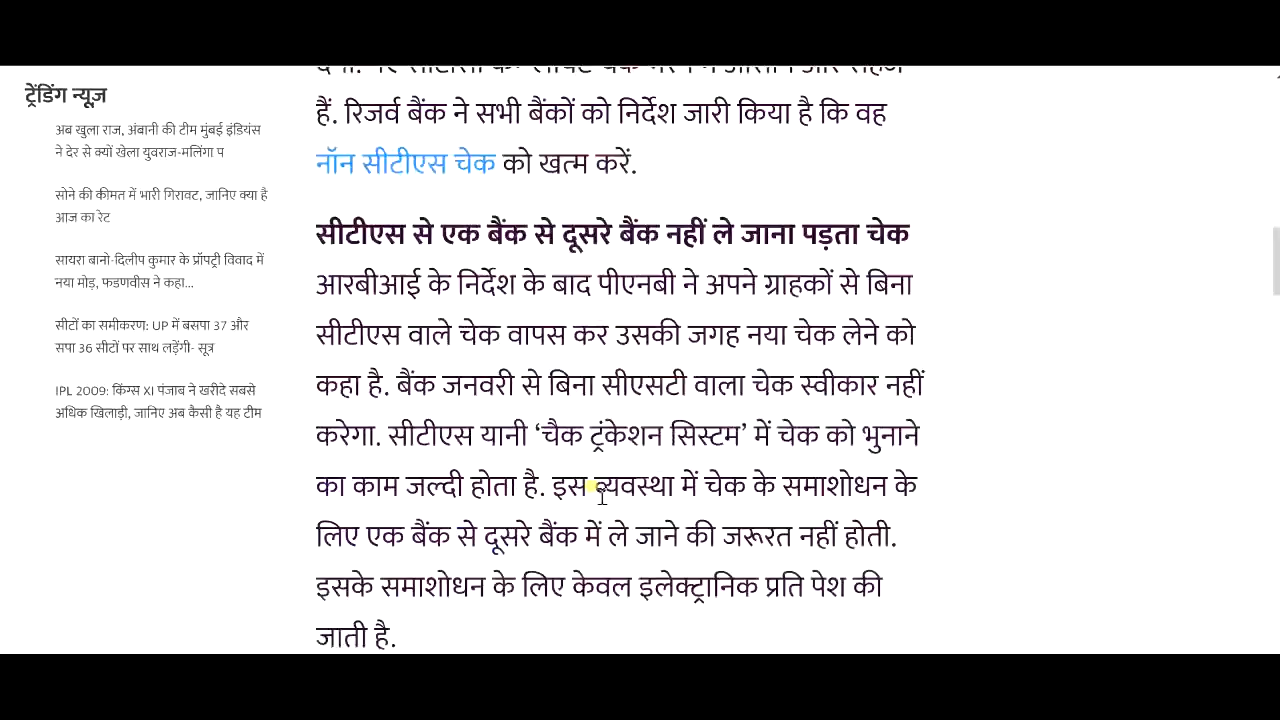 ट्रेंडिंग न्यूज़
अब खुला राज, अंबानी की टीम मुंबई इंडियंस
ने देर से क्यों खेला युवराज-मलिंगा प
सोने की कीमत में भारी गिरावट, जानिए क्या है
आज का रेट
सायरा बानो-दिलीप कुमार के प्रॉपट्री विवाद में
नया मोड़, फडणवीस ने कहा...
सीटों का समीकरण: UP में बसपा 37 और
सपा 36 सीटों पर साथ लड़ेंगी- सूत्र
IPL 2009: किंग्स XI पंजाब ने खरीदे सबसे
अधिक खिलाड़ी, जानिए अब कैसी है यह टीम
हैं. रिजर्व बैंक ने सभी बैंकों को निर्देश जारी किया है कि वह
नॉन सीटीएस चेक को खत्म करें.
सीटीएस से एक बैंक से दूसरे बैंक नहीं ले जाना पड़ता चेक
आरबीआई के निर्देश के बाद पीएनबी ने अपने ग्राहकों से बिना
सीटीएस वाले चेक वापस कर उसकी जगह नया चेक लेने को
कहा है. बैंक जनवरी से बिना सीएसटी वाला चेक स्वीकार नहीं
करेगा. सीटीएस यानी ‘चैक ट्रंकेशन सिस्टम’ में चेक को भुनाने
का काम जल्दी होता है. इस व्यवस्था में चेक के समाशोधन के
लिए एक बैंक से दूसरे बैंक में ले जाने की जरूरत नहीं होती.
इसके समाशोधन के लिए केवल इलेक्ट्रानिक प्रति पेश की
जाती है.